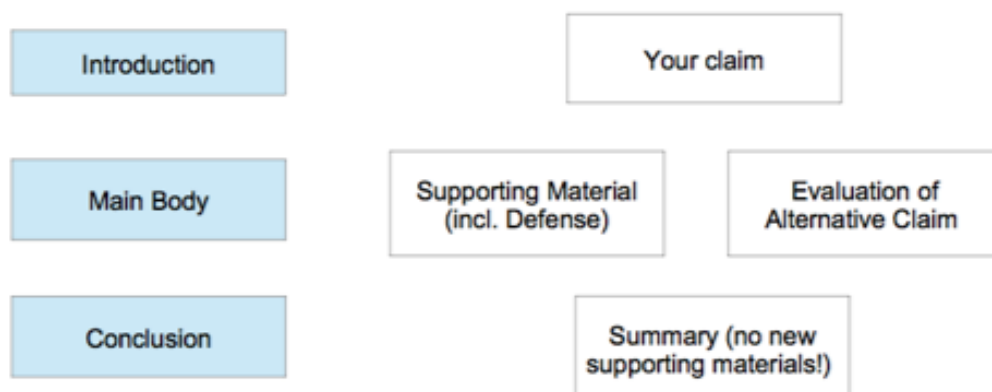 Introduction
Your claim
Main Body
Supporting Material
(incl. Defense)
Evaluation of
Alternative Claim
Conclusion
Summary (no new
supporting materials!)